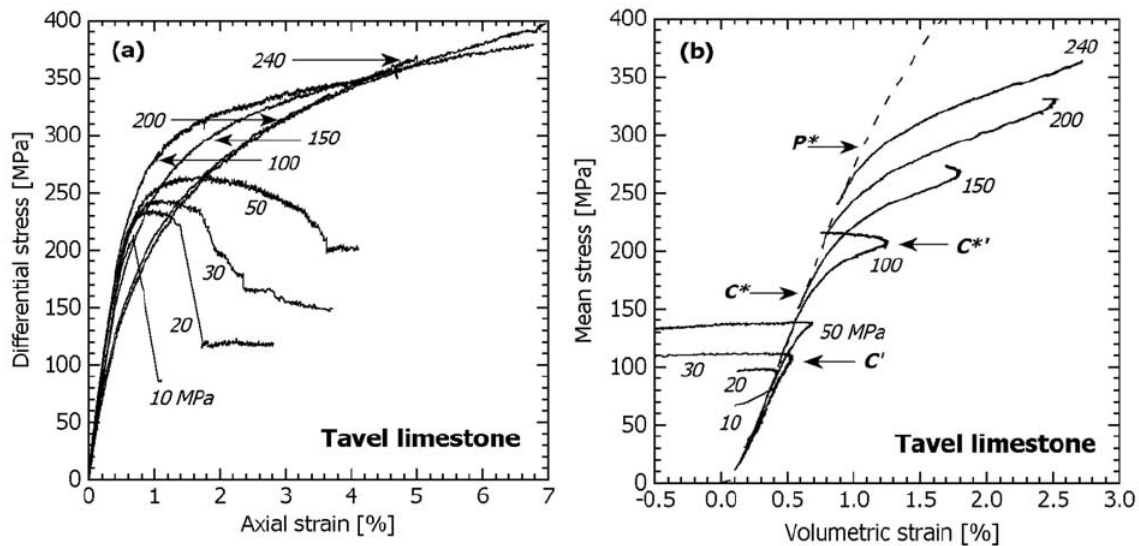 (a)
400
350
300
250
200
150
100
50
0
Differential stress [MPa]
240
200
150
100
50
30
20
10 MPa
Tavel limestone
0 1 2 3 4 5 6 7
Axial strain [%]
(b)
400
350
300
250
200
150
100
50
0
Mean stress [MPa]
240
P*
200
150
C*'
100
C*
50 MPa
C'
30
20
10
Tavel limestone
-0.5 0.0 0.5 1.0 1.5 2.0 2.5 3.0
Volumetric strain [%]